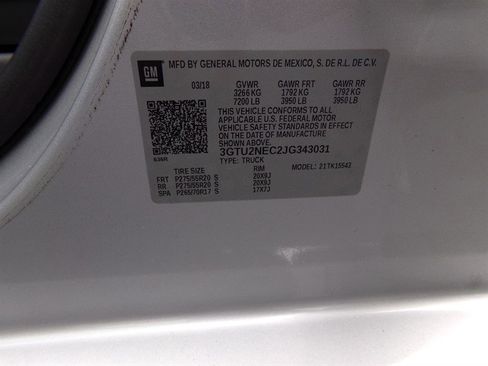 GM
MFD BY GENERAL MOTORS DE MEXICO, S. DE R.L. DE C.V.
03/18 GVWR GAWR FRT GAWR RR
3266 KG 1792 KG 1792 KG
7200 LB 3950 LB 3950 LB
THIS VEHICLE CONFORMS TO ALL
APPLICABLE U.S. FEDERAL MOTOR
VEHICLE SAFETY STANDARDS IN
EFFECT ON THE DATE OF
MANUFACTURE SHOWN ABOVE.
3GTU2NEC2JG343031
TYPE: TRUCK MODEL: 21TK15543
TIRE SIZE RIM
FRT P275/55R20 S 20X9J
RR P275/55R20 S 20X9J
SPA P265/70R17 S 17X7J